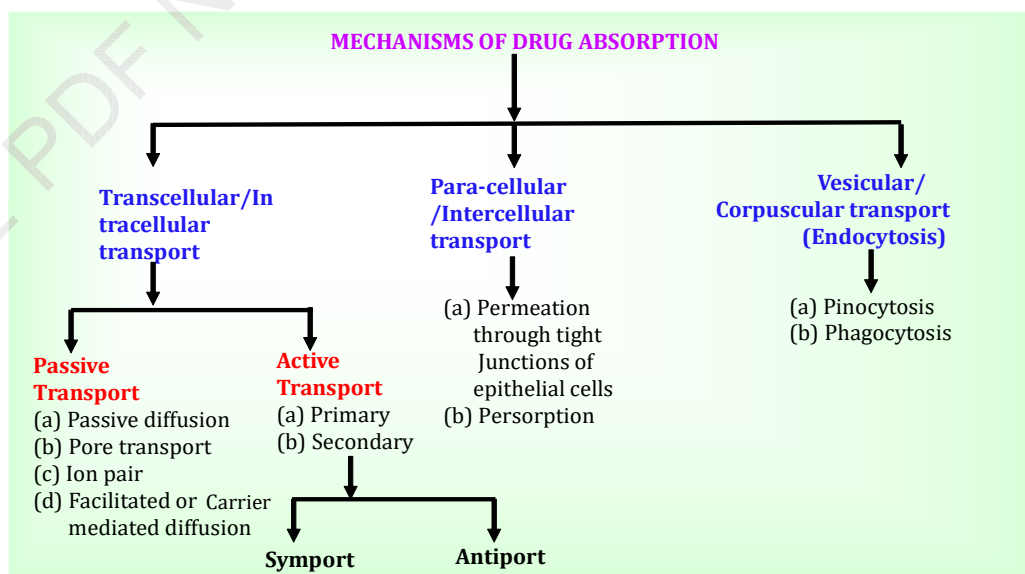 PDF
MECHANISMS OF DRUG ABSORPTION
Transcellular/In
tracellular
transport
Para-cellular
/Intercellular
transport
Vesicular/
Corpuscular transport
(Endocytosis)
Passive
Transport
(a) Passive diffusion
(b) Pore transport
(c) Ion pair
(d) Facilitated or Carrier
mediated diffusion
Active
Transport
(a) Primary
(b) Secondary
(a) Permeation
through tight
Junctions of
epithelial cells
(b) Persorption
(a) Pinocytosis
(b) Phagocytosis
Symport
Antiport